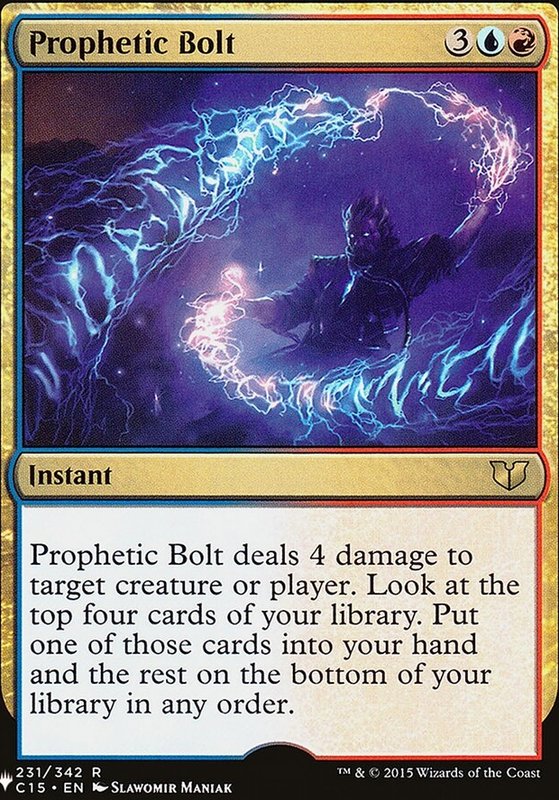 Prophetic Bolt 3
Instant
Prophetic Bolt deals 4 damage to
target creature or player. Look at the
top four cards of your library. Put
one of those cards into your hand
and the rest on the bottom of your
library in any order.
231/342 R
C15 • EN Slawomir Maniak
™ & © 2015 Wizards of the Coast